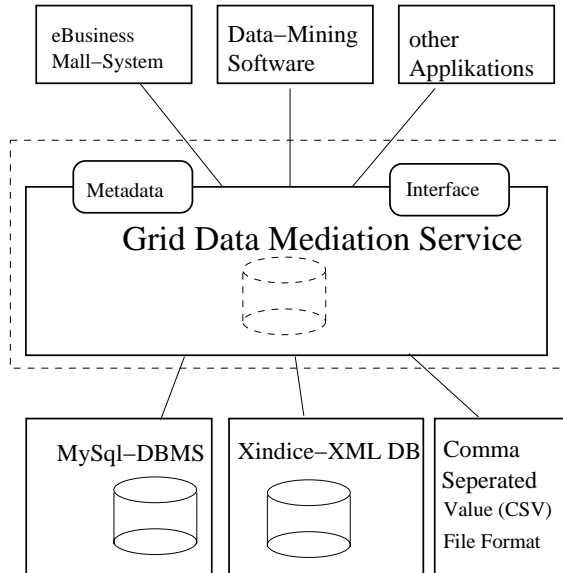 eBusiness
Mall−System
Data−Mining
Software
other
Applikations
Metadata
Interface
Grid Data Mediation Service
MySql−DBMS
Xindice−XML DB
Comma
Seperated
Value (CSV)
File Format